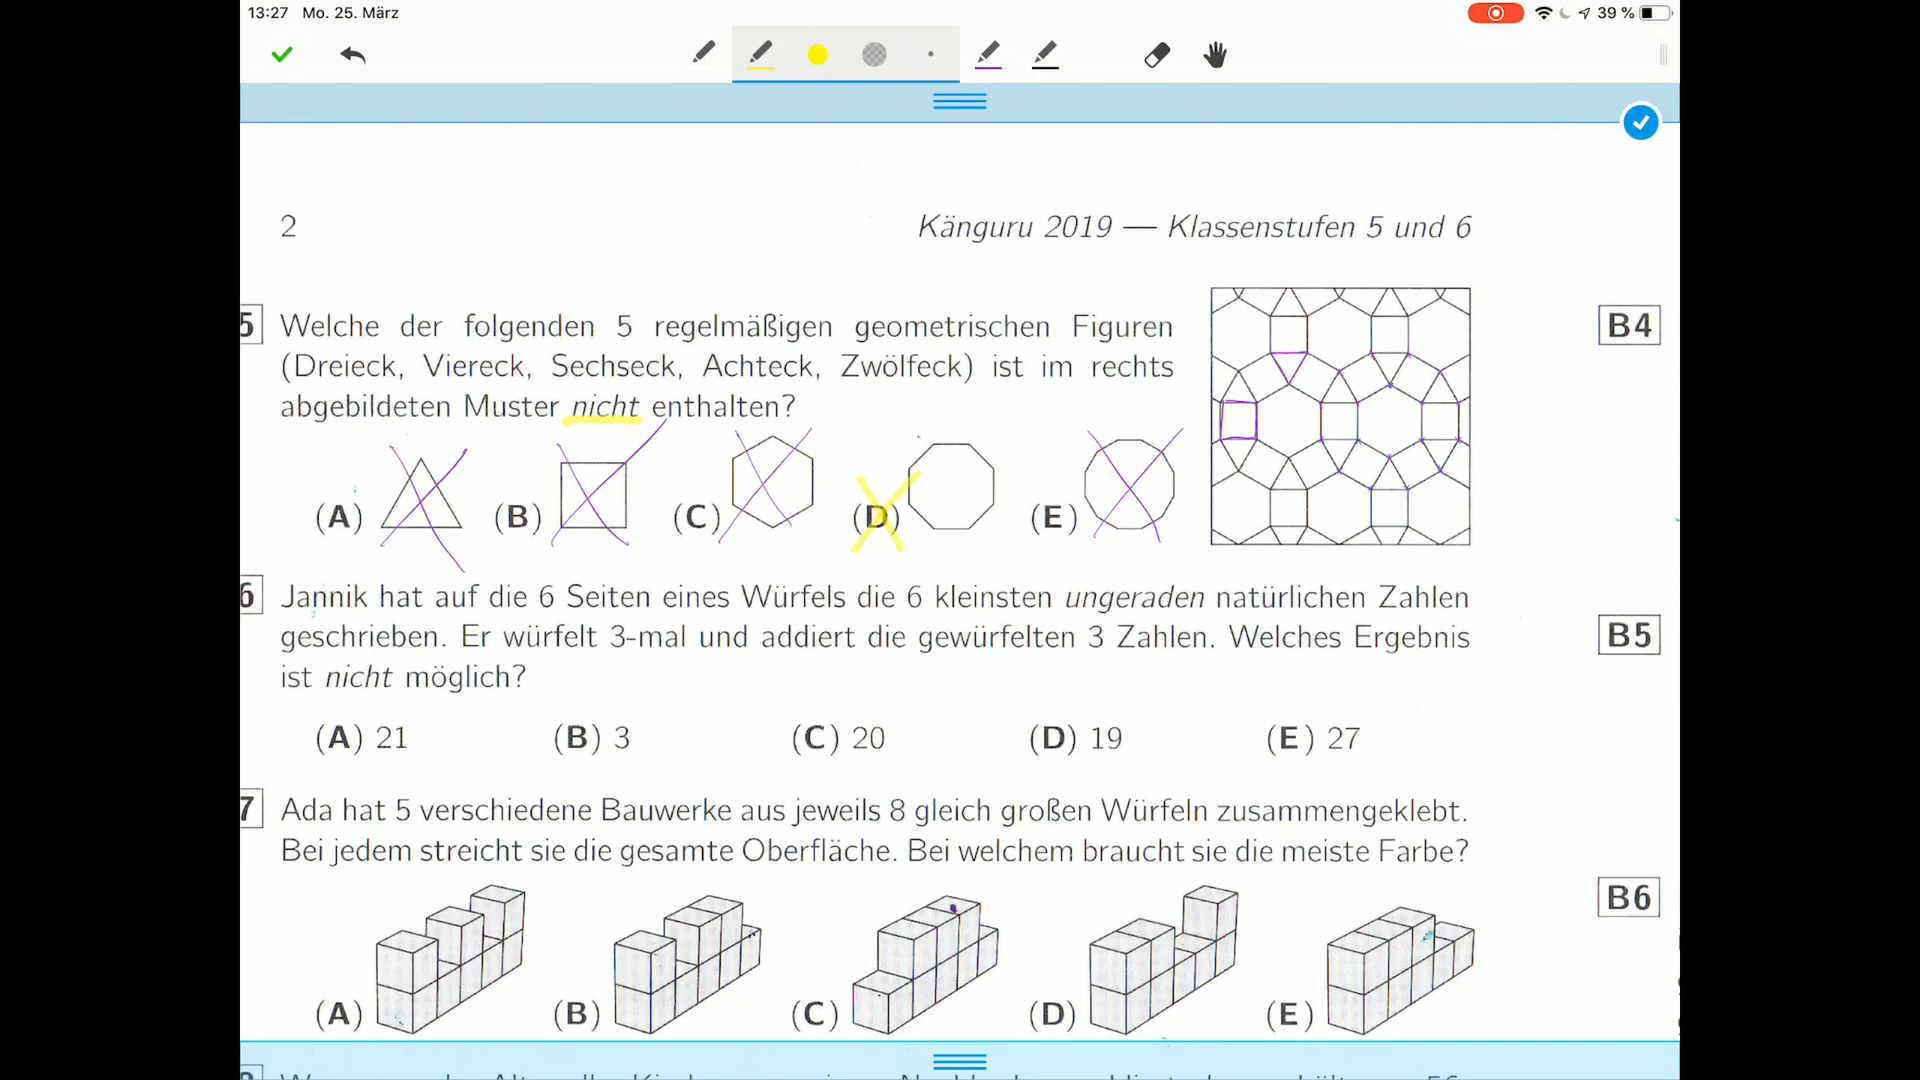 13:27 Mo. 25. März
39 %
2
Känguru 2019 — Klassenstufen 5 und 6
5 Welche der folgenden 5 regelmäßigen geometrischen Figuren
(Dreieck, Viereck, Sechseck, Achteck, Zwölfeck) ist im rechts
abgebildeten Muster nicht enthalten?
B4
(A) (B) (C) (D) (E)
6 Jannik hat auf die 6 Seiten eines Würfels die 6 kleinsten ungeraden natürlichen Zahlen
geschrieben. Er würfelt 3-mal und addiert die gewürfelten 3 Zahlen. Welches Ergebnis
ist nicht möglich?
B5
(A) 21 (B) 3 (C) 20 (D) 19 (E) 27
7 Ada hat 5 verschiedene Bauwerke aus jeweils 8 gleich großen Würfeln zusammengeklebt.
Bei jedem streicht sie die gesamte Oberfläche. Bei welchem braucht sie die meiste Farbe?
B6
(A) (B) (C) (D) (E)